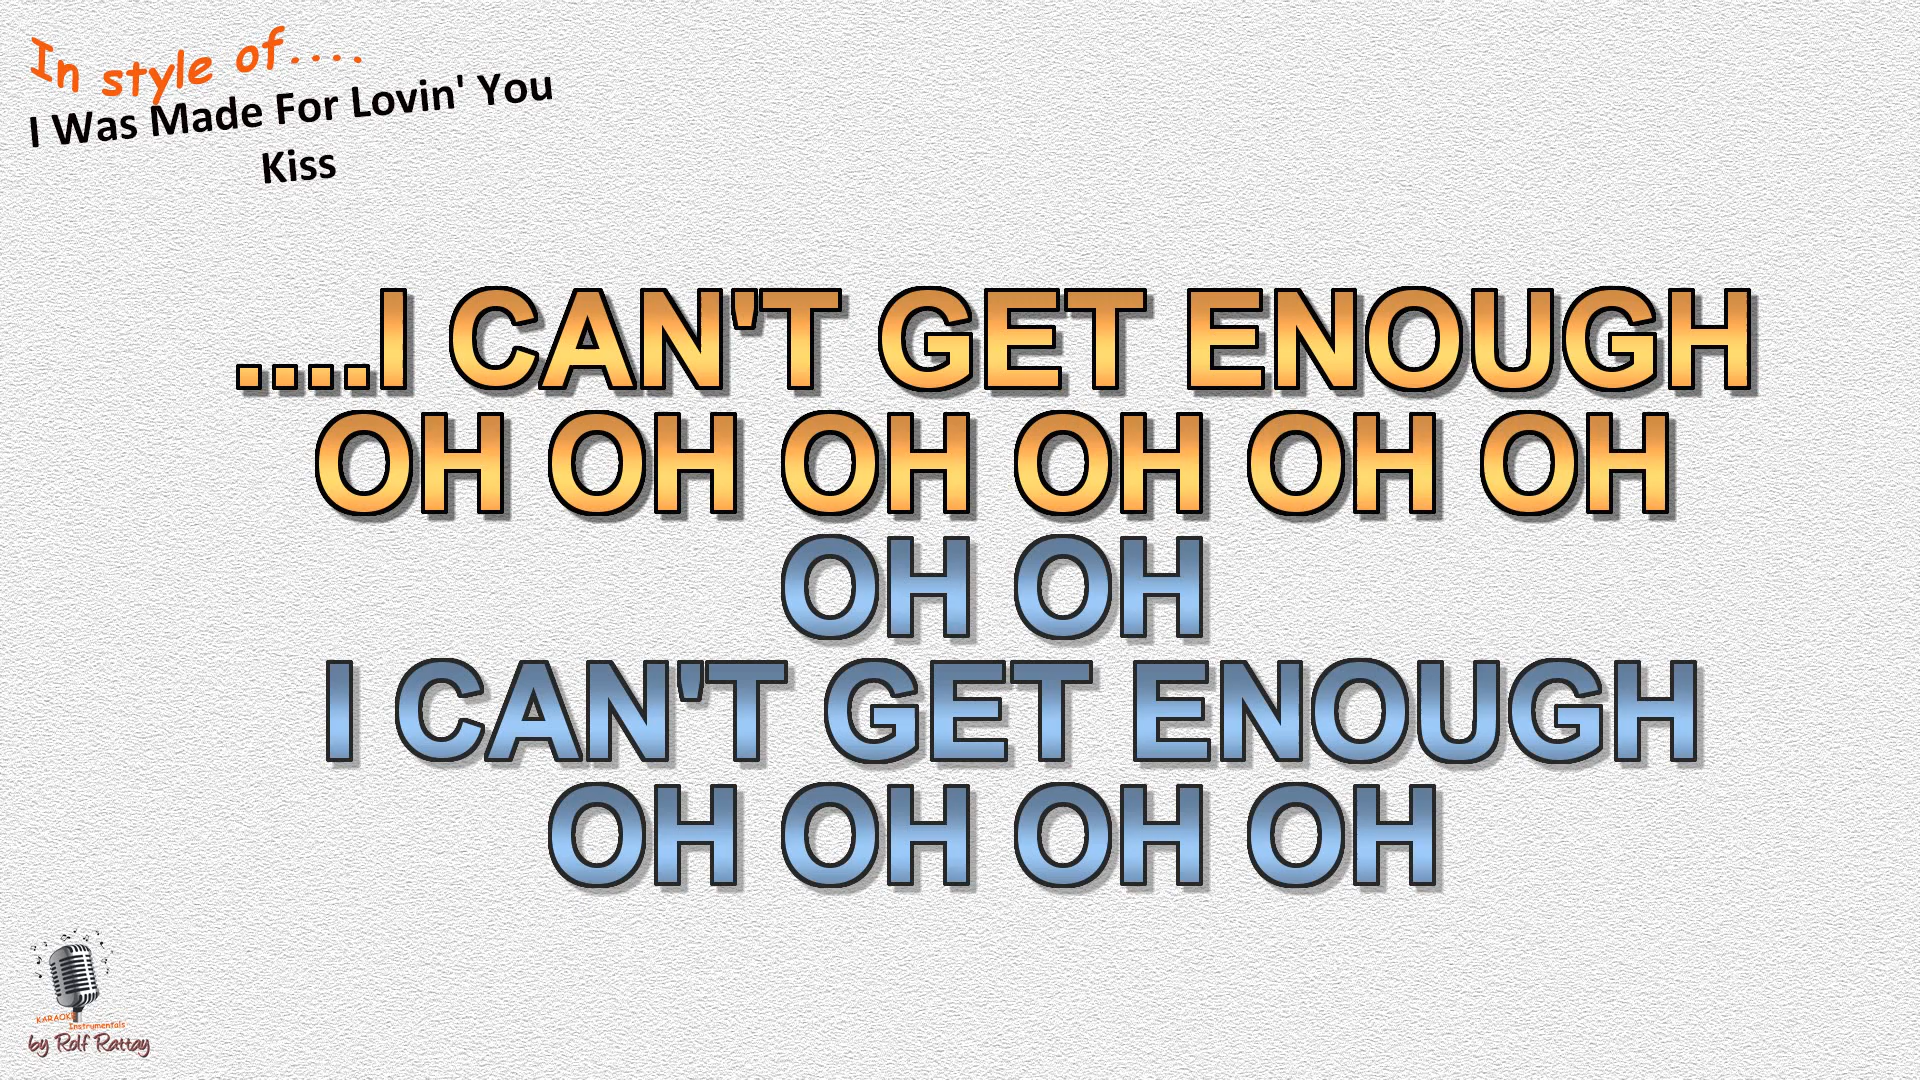 In style of....
I Was Made For Lovin' You
Kiss
....I CAN'T GET ENOUGH
OH OH OH OH OH OH
OH OH
I CAN'T GET ENOUGH
OH OH OH OH
KARAOKE
Instrumentals
by Rolf Rattay